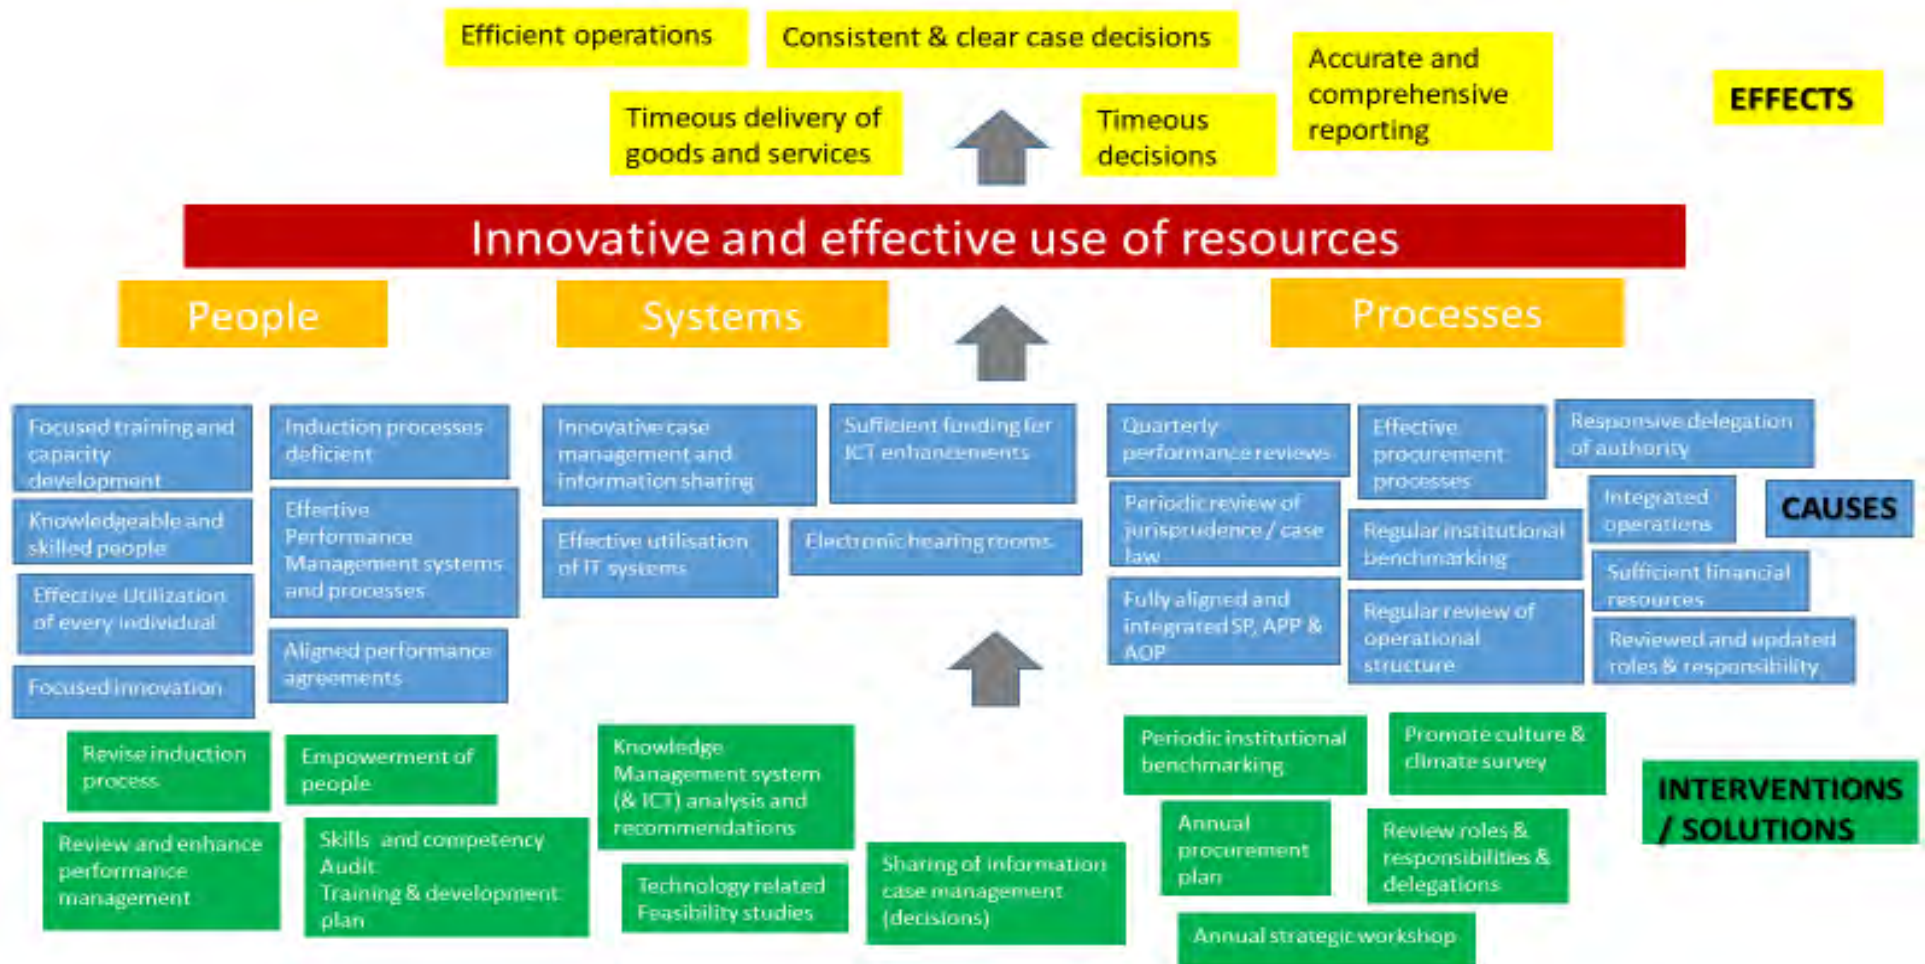 Efficient operations
Consistent & clear case decisions
Accurate and
comprehensive
reporting
EFFECTS
Timeous delivery of
goods and services
Timeous
decisions
Innovative and effective use of resources
People
Systems
Processes
Focused training and
capacity
development
Induction processes
deficient
Knowledgeable and
skilled people
Effective
Performance
Management systems
and processes
Effective Utilization
of every individual
Aligned performance
agreements
Focused innovation
Innovative case
management and
information sharing
Sufficient funding for
ICT enhancements
Effective utilisation
of IT systems
Electronic hearing rooms
Quarterly
performance reviews
Effective
procurement
processes
Responsive delegation
of authority
Periodic review of
jurisprudence / case
law
Regular institutional
benchmarking
Integrated
operations
CAUSES
Sufficient financial
resources
Fully aligned and
integrated SP, APP &
AOP
Regular review of
operational
structure
Reviewed and updated
roles & responsibility
Revise induction
process
Empowerment of
people
Review and enhance
performance
management
Skills and competency
Audit
Training & development
plan
Knowledge
Management system
(& ICT) analysis and
recommendations
Technology related
Feasibility studies
Sharing of information
case management
(decisions)
Periodic institutional
benchmarking
Promote culture &
climate survey
Annual
procurement
plan
Review roles &
responsibilities &
delegations
Annual strategic workshop
INTERVENTIONS
/ SOLUTIONS